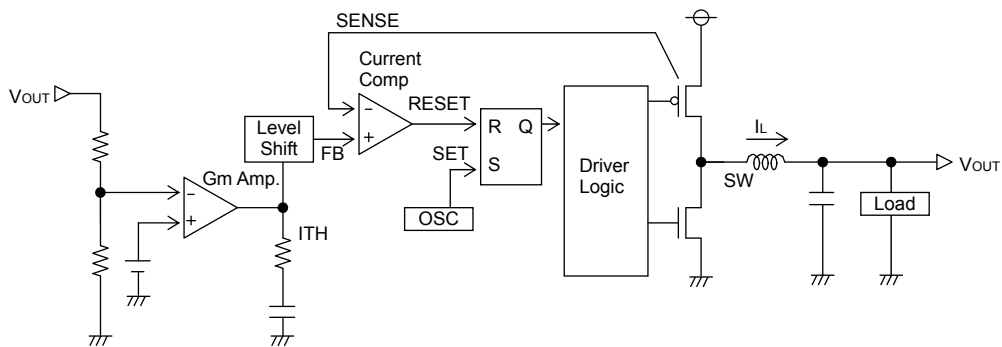 SENSE
Current
Comp
VOUT
RESET
Level
Shift
FB
R Q
S
SET
OSC
Gm Amp.
ITH
Driver
Logic
IL
SW
VOUT
Load
-
+
-
+